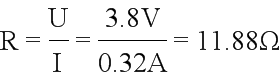 R = U/I = 3.8V/0.32A = 11.88Ω